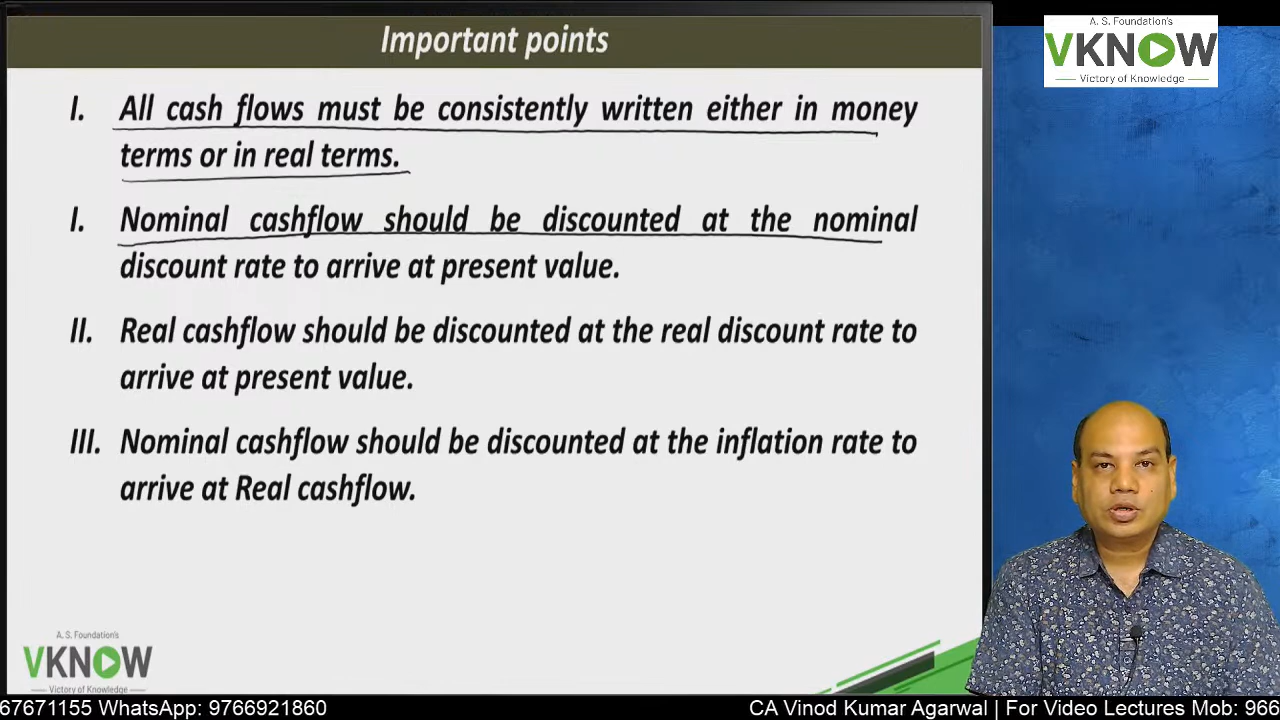 Important points
A. S. Foundation's
VKNOW
Victory of Knowledge
I. All cash flows must be consistently written either in money
terms or in real terms.
I. Nominal cashflow should be discounted at the nominal
discount rate to arrive at present value.
II. Real cashflow should be discounted at the real discount rate to
arrive at present value.
III. Nominal cashflow should be discounted at the inflation rate to
arrive at Real cashflow.
A. S. Foundation's
VKNOW
Victory of Knowledge
67671155 WhatsApp: 9766921860
CA Vinod Kumar Agarwal | For Video Lectures Mob: 966